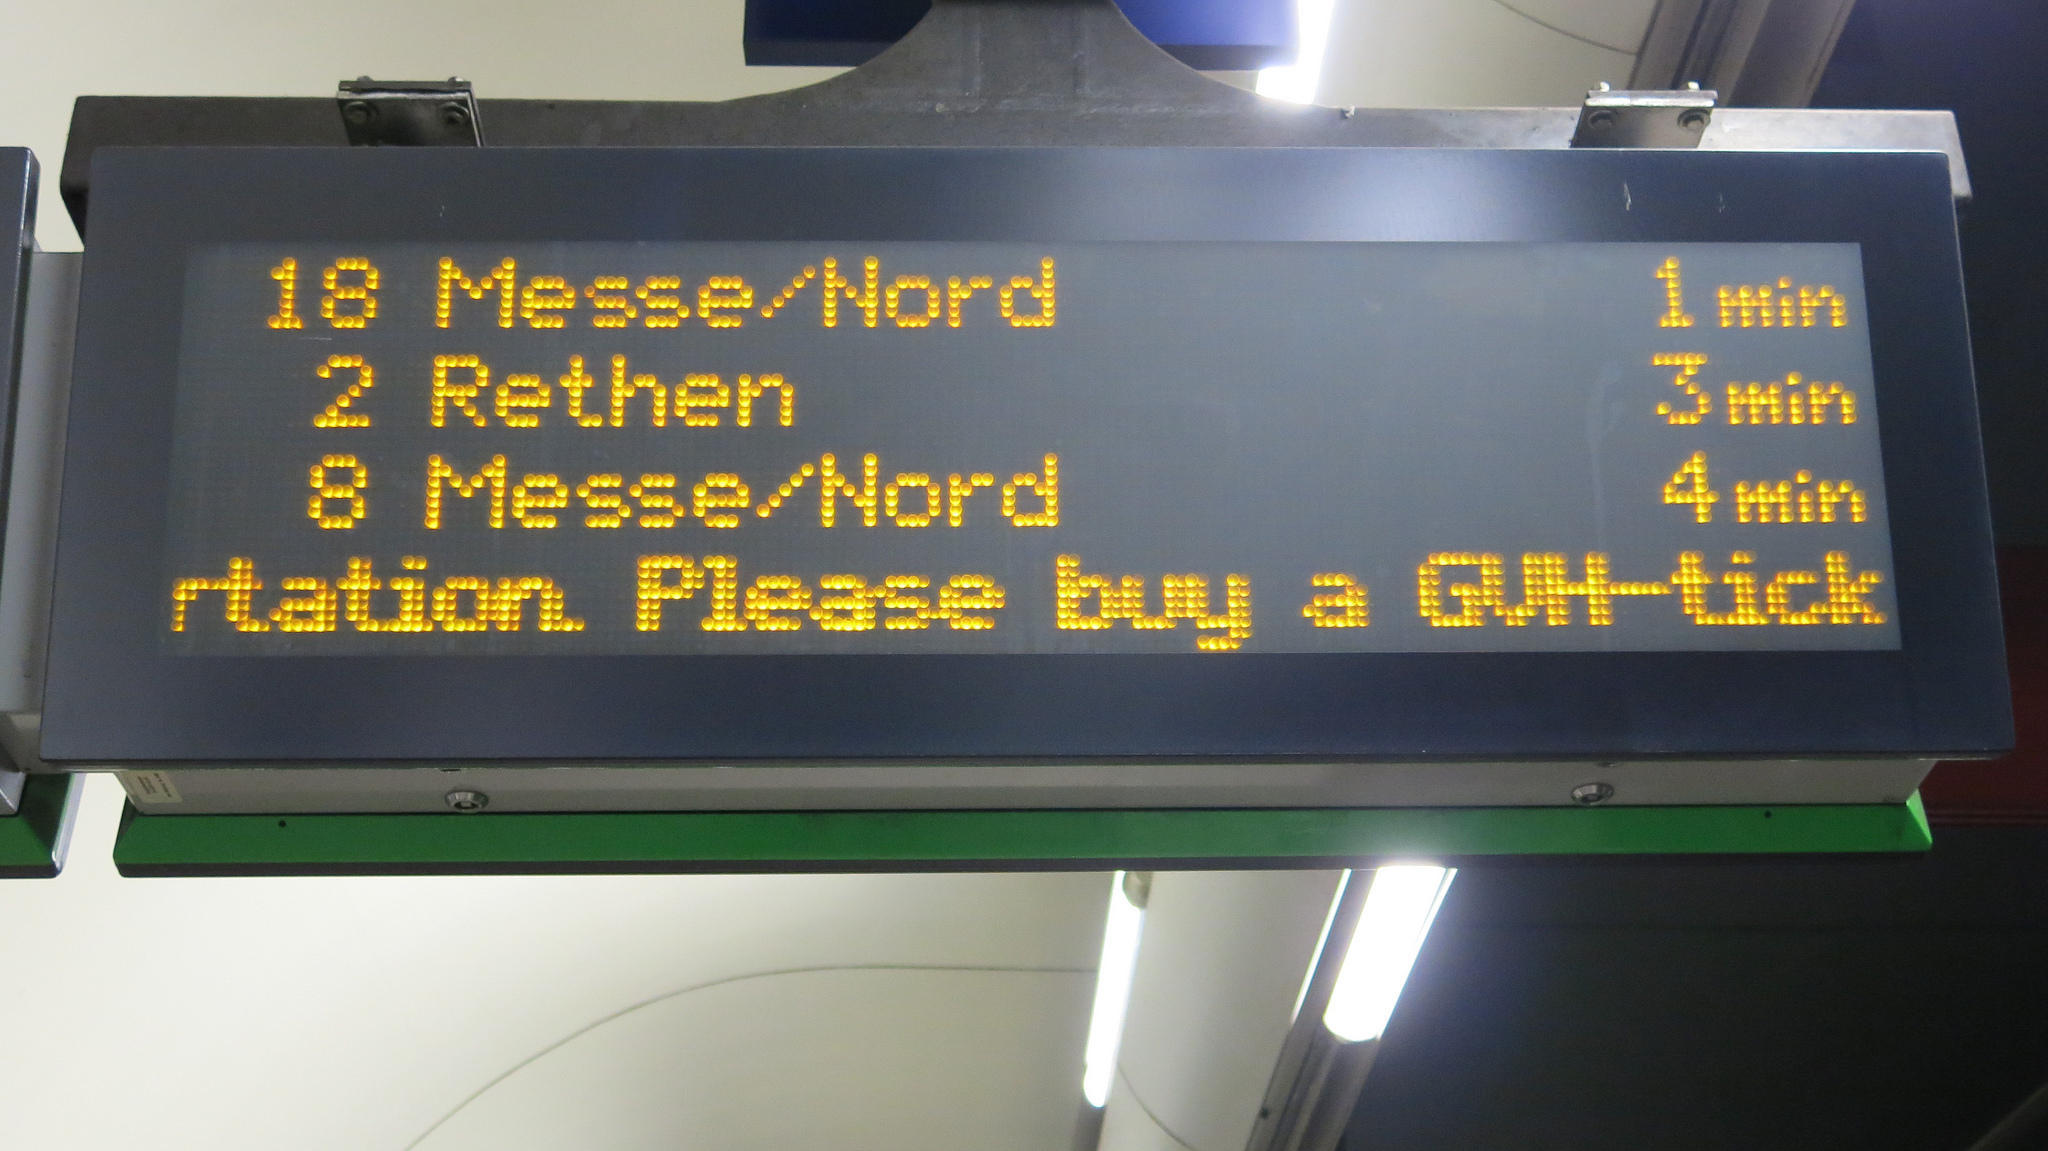 18 Messe/Nord 1 min
2 Rethen 3 min
8 Messe/Nord 4 min
rtation. Please buy a GVH-tick